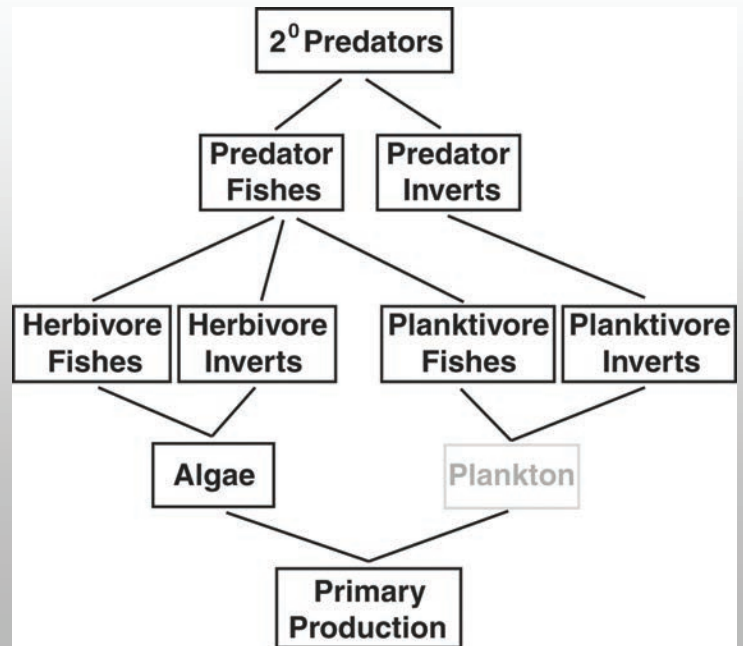 2⁰ Predators
Predator
Fishes
Predator
Inverts
Herbivore
Fishes
Herbivore
Inverts
Planktivore
Fishes
Planktivore
Inverts
Algae
Plankton
Primary
Production